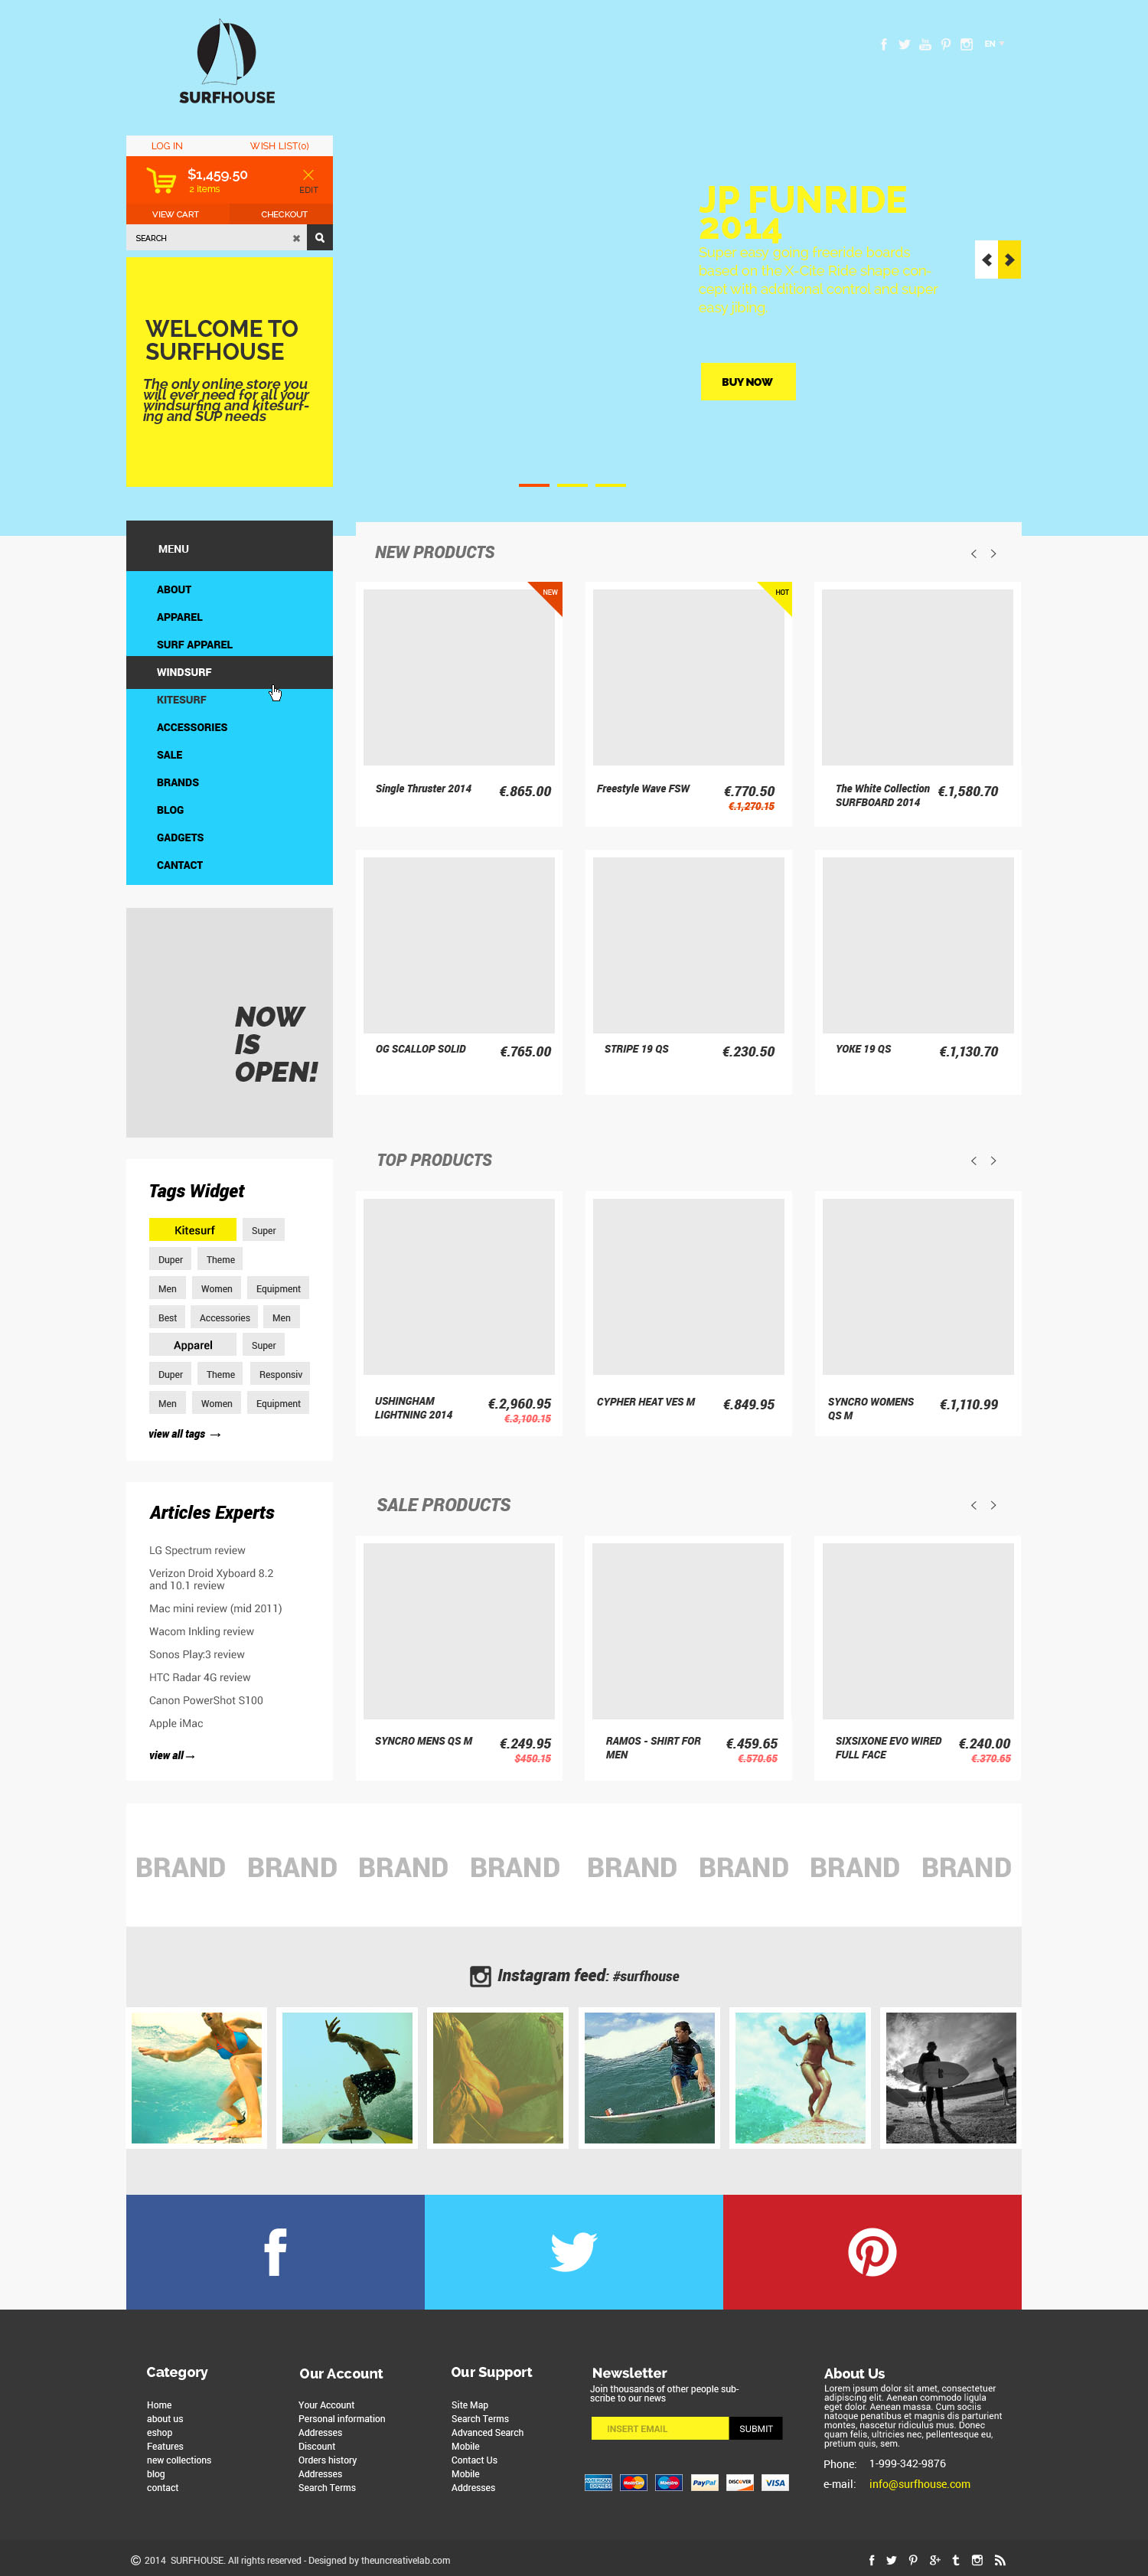 SURFHOUSE
EN
LOG IN
WISH LIST(0)
$1,459.50
2 items
EDIT
VIEW CART
CHECKOUT
SEARCH
WELCOME TO
SURFHOUSE
The only online store you
will ever need for all your
windsurfing and kitesurf-
ing and SUP needs
JP FUNRIDE
2014
Super easy going freeride boards
based on the X-Cite Ride shape con-
cept with additional control and super
easy jibing.
BUY NOW
MENU
ABOUT
APPAREL
SURF APPAREL
WINDSURF
KITESURF
ACCESSORIES
SALE
BRANDS
BLOG
GADGETS
CANTACT
NOW
IS
OPEN!
Tags Widget
Kitesurf Super
Duper Theme
Men Women Equipment
Best Accessories Men
Apparel Super
Duper Theme Responsiv
Men Women Equipment
view all tags →
Articles Experts
LG Spectrum review
Verizon Droid Xyboard 8.2
and 10.1 review
Mac mini review (mid 2011)
Wacom Inkling review
Sonos Play:3 review
HTC Radar 4G review
Canon PowerShot S100
Apple iMac
view all→
NEW PRODUCTS
NEW
HOT
Single Thruster 2014 €.865.00
Freestyle Wave FSW €.770.50
€.1,270.15
The White Collection €.1,580.70
SURFBOARD 2014
OG SCALLOP SOLID €.765.00
STRIPE 19 QS €.230.50
YOKE 19 QS €.1,130.70
TOP PRODUCTS
USHINGHAM €.2,960.95
LIGHTNING 2014 €.3,100.15
CYPHER HEAT VES M €.849.95
SYNCRO WOMENS €.1,110.99
QS M
SALE PRODUCTS
SYNCRO MENS QS M €.249.95
$450.15
RAMOS - SHIRT FOR €.459.65
MEN €.570.65
SIXSIXONE EVO WIRED €.240.00
FULL FACE €.370.65
BRAND BRAND BRAND BRAND BRAND BRAND BRAND BRAND
Instagram feed: #surfhouse
Category
Home
about us
eshop
Features
new collections
blog
contact
Our Account
Your Account
Personal information
Addresses
Discount
Orders history
Addresses
Search Terms
Our Support
Site Map
Search Terms
Advanced Search
Mobile
Contact Us
Mobile
Addresses
Newsletter
Join thousands of other people sub-
scribe to our news
INSERT EMAIL
SUBMIT
AMERICAN EXPRESS MasterCard Maestro PayPal DISCOVER VISA
About Us
Lorem ipsum dolor sit amet, consectetuer
adipiscing elit. Aenean commodo ligula
eget dolor. Aenean massa. Cum sociis
natoque penatibus et magnis dis parturient
montes, nascetur ridiculus mus. Donec
quam felis, ultricies nec, pellentesque eu,
pretium quis, sem.
Phone: 1-999-342-9876
e-mail: info@surfhouse.com
© 2014 SURFHOUSE. All rights reserved - Designed by theuncreativelab.com